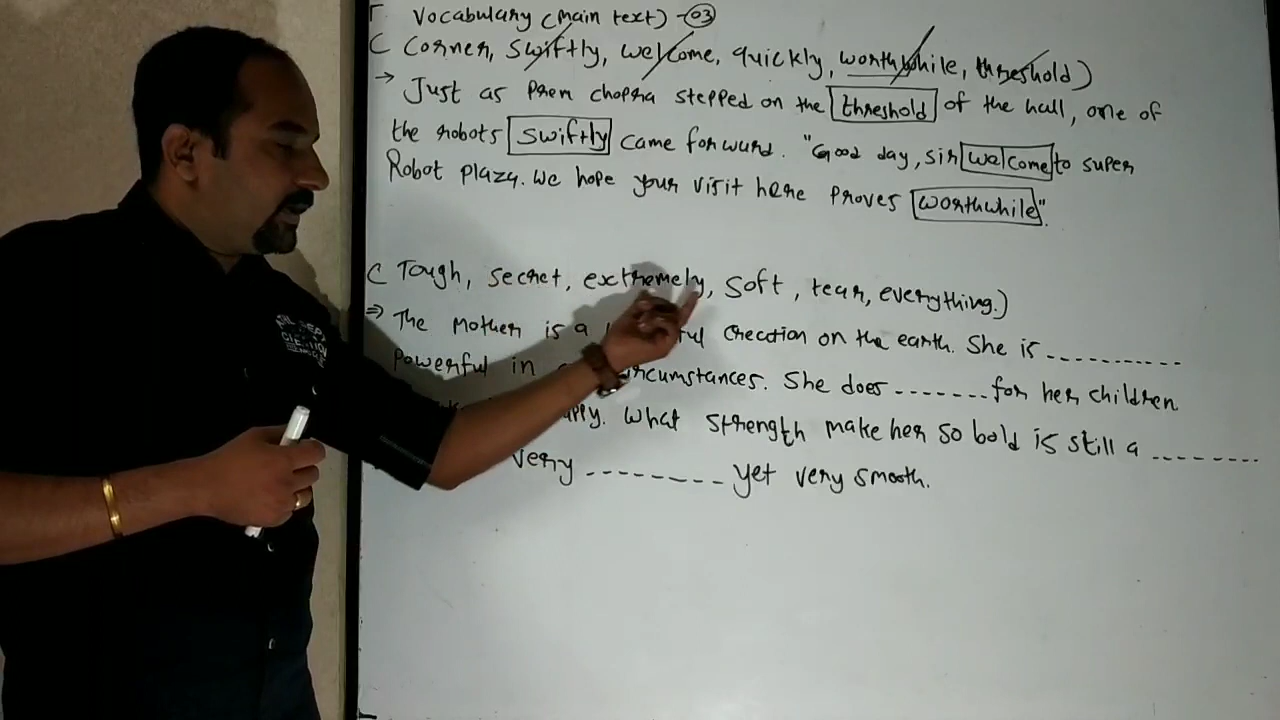 Vocabulary (main text) - 03
( Corner, swiftly, welcome, quickly, worthwhile, threshold )
→ Just as Prem chopra stepped on the threshold of the hall, one of
the robots swiftly came forward. "Good day, sir welcome to super
Robot plaza. We hope your visit here proves worthwhile".
( Tough, secret, extremely, soft, tear, everything.)
⇒ The Mother is a creation on the earth. She is -----------
Powerful in circumstances. She does ------- for her children
What strength make her so bold is still a --------
very -------- yet very smooth.